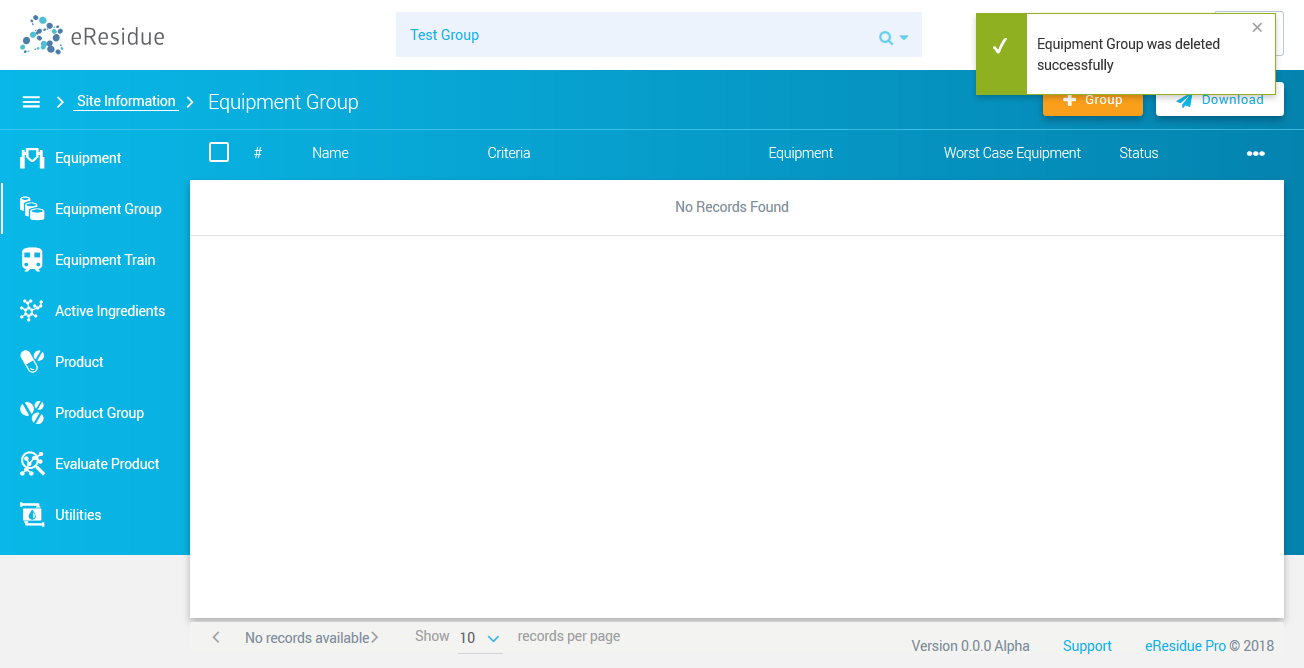 eResidue
Test Group
Equipment Group was deleted
successfully
Site Information
Equipment Group
Group
Download
# Name Criteria Equipment Worst Case Equipment Status
Equipment
Equipment Group
Equipment Train
Active Ingredients
Product
Product Group
Evaluate Product
Utilities
No Records Found
No records available
Show 10 records per page
Version 0.0.0 Alpha Support eResidue Pro © 2018